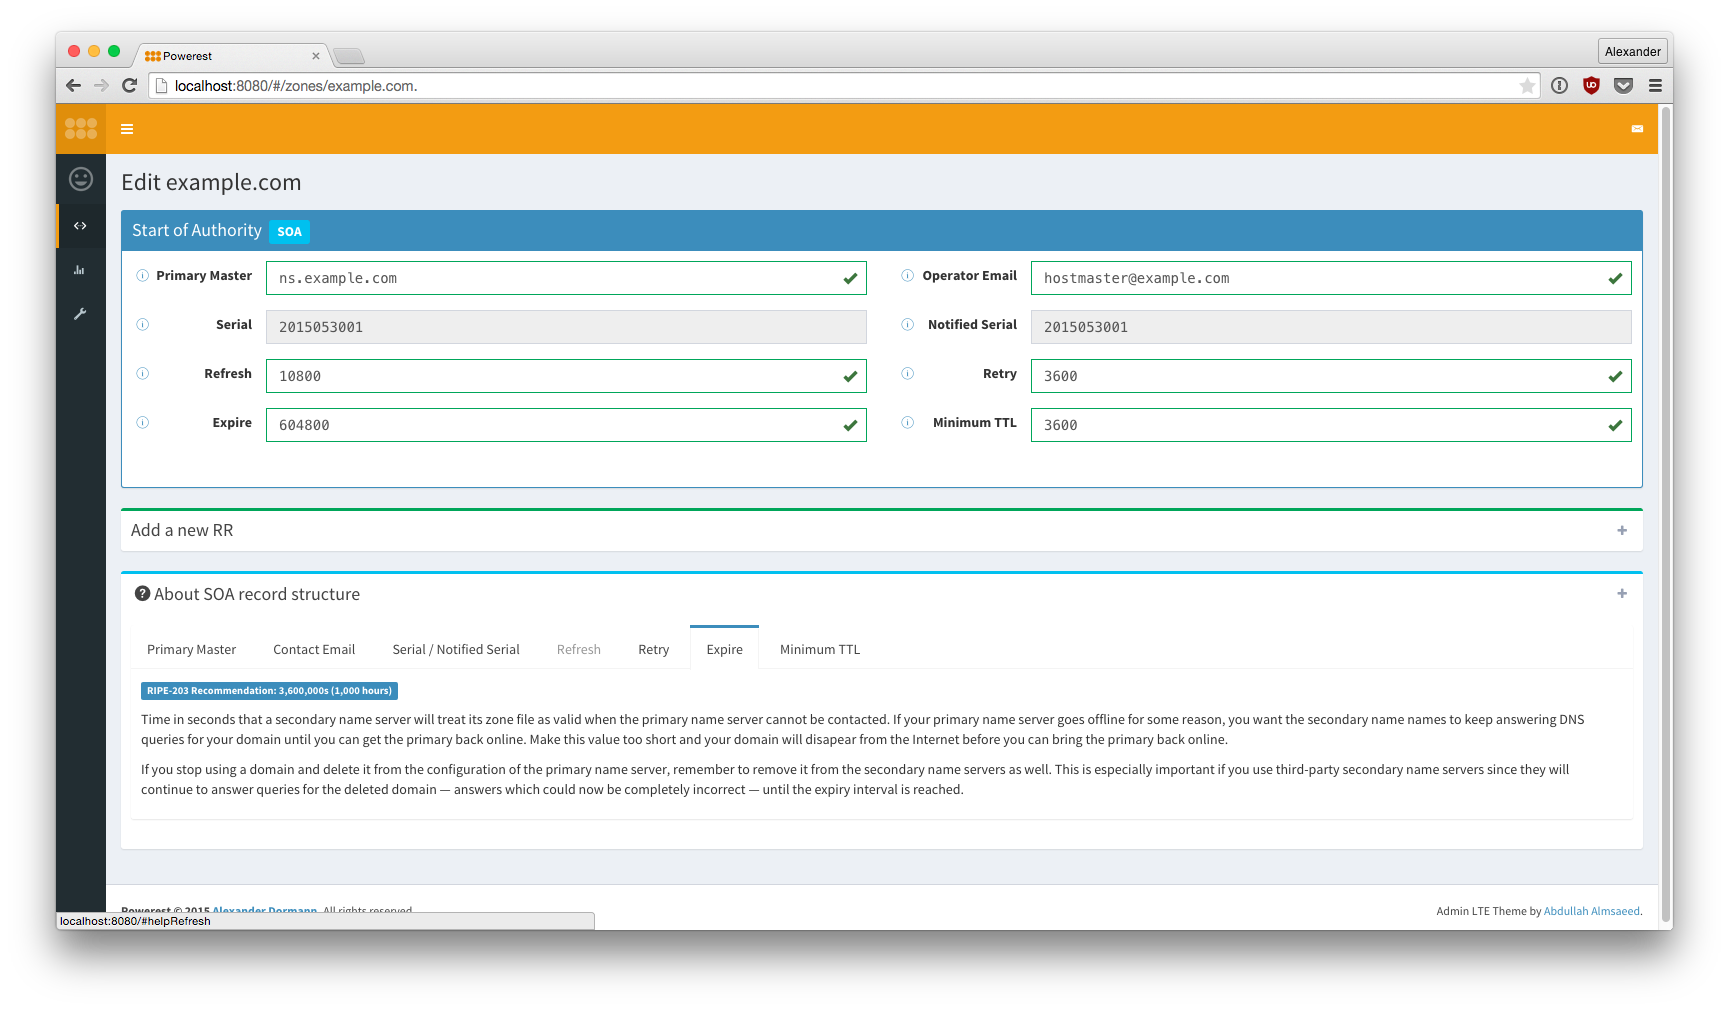 Powerest
Alexander
localhost:8080/#/zones/example.com.
Edit example.com
Start of Authority SOA
Primary Master ns.example.com
Operator Email hostmaster@example.com
Serial 2015053001
Notified Serial 2015053001
Refresh 10800
Retry 3600
Expire 604800
Minimum TTL 3600
Add a new RR
About SOA record structure
Primary Master Contact Email Serial / Notified Serial Refresh Retry Expire Minimum TTL
RIPE-203 Recommendation: 3,600,000s (1,000 hours)
Time in seconds that a secondary name server will treat its zone file as valid when the primary name server cannot be contacted. If your primary name server goes offline for some reason, you want the secondary name names to keep answering DNS
queries for your domain until you can get the primary back online. Make this value too short and your domain will disapear from the Internet before you can bring the primary back online.
If you stop using a domain and delete it from the configuration of the primary name server, remember to remove it from the secondary name servers as well. This is especially important if you use third-party secondary name servers since they will
continue to answer queries for the deleted domain — answers which could now be completely incorrect — until the expiry interval is reached.
Powerest © 2015 Alexander Dormann. All rights reserved.
Admin LTE Theme by Abdullah Almsaeed.
localhost:8080/#helpRefresh